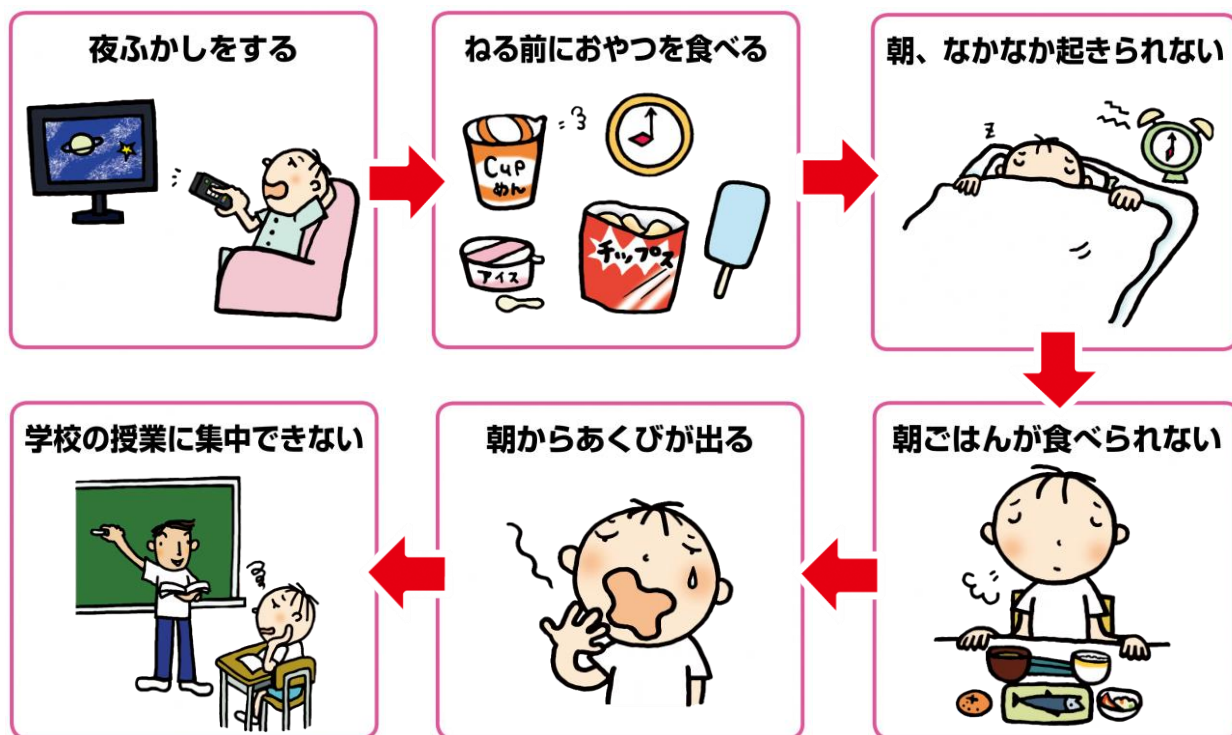 夜ふかしをする
ねる前におやつを食べる
Cup
めん
アイス
チップス
朝、なかなか起きられない
z
朝ごはんが食べられない
朝からあくびが出る
学校の授業に集中できない